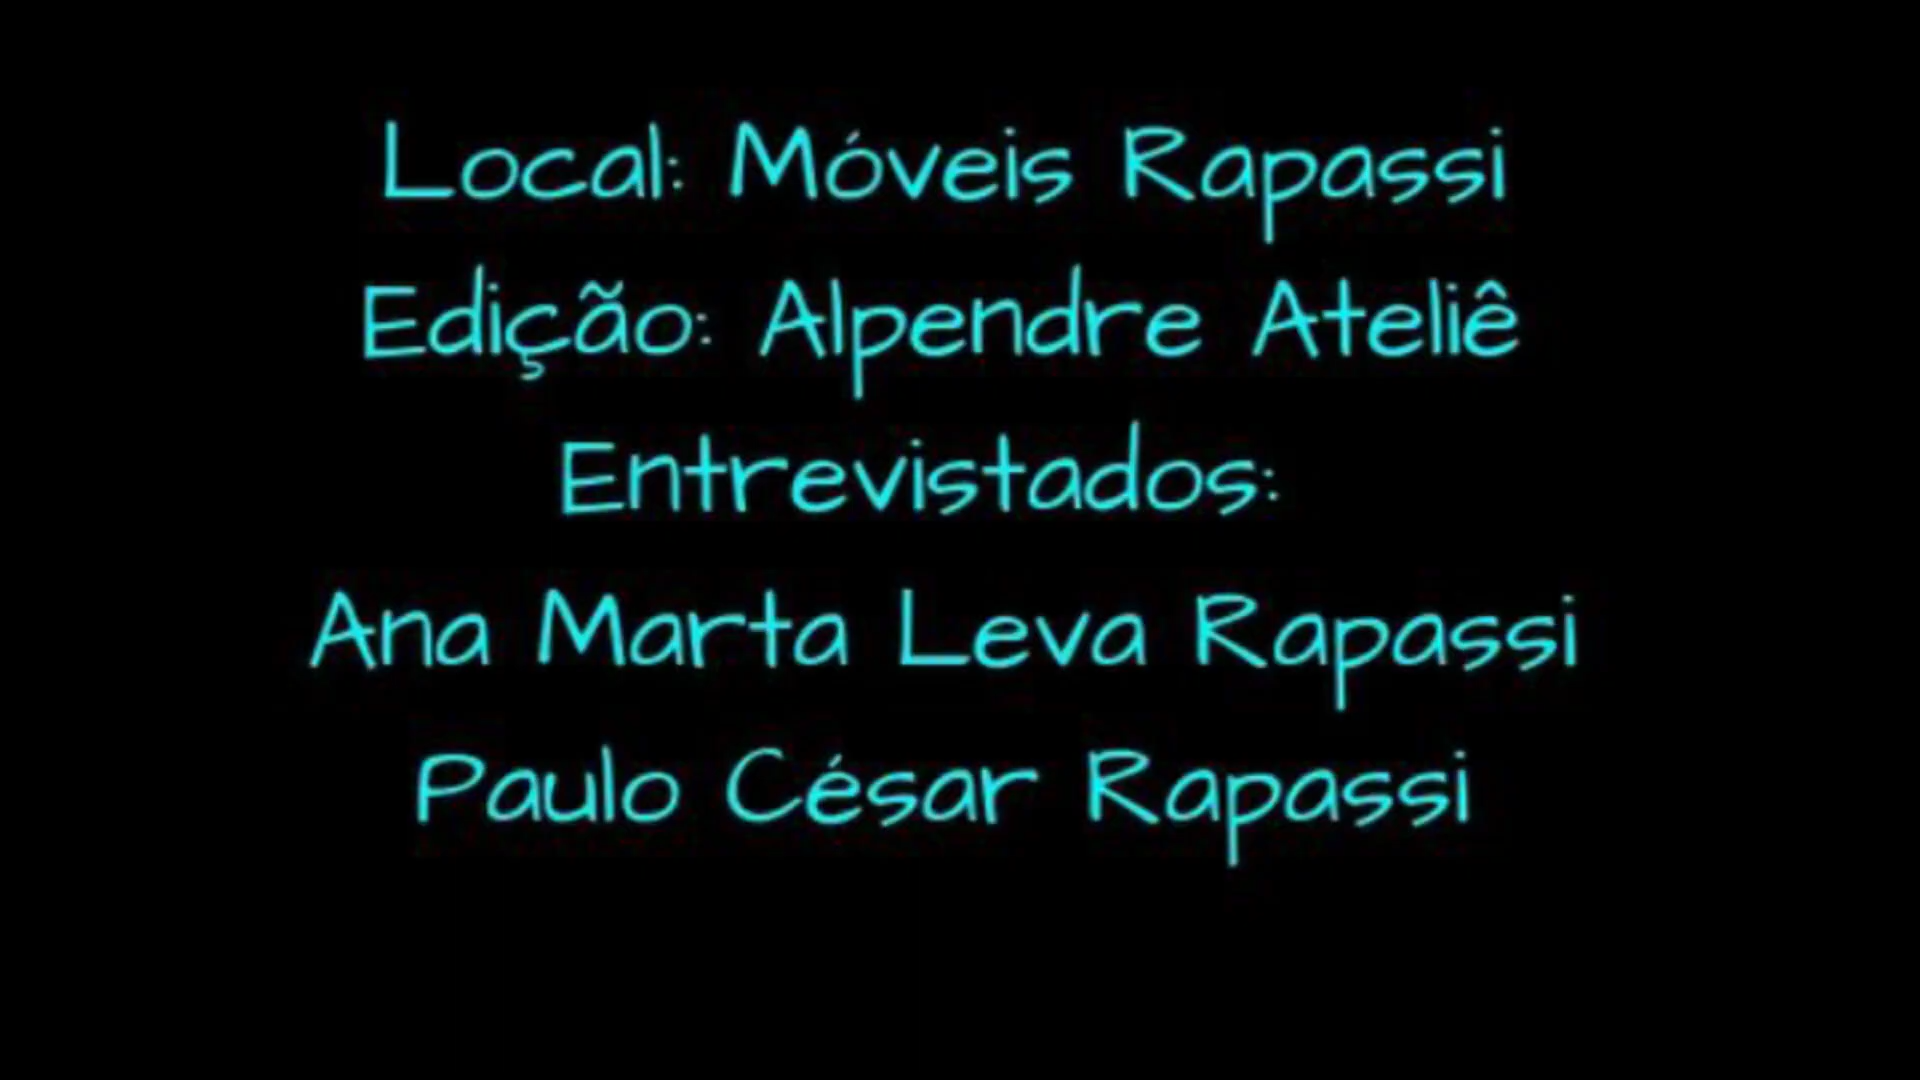 Local: Móveis Rapassi
Edição: Alpendre Ateliê
Entrevistados:
Ana Marta Leva Rapassi
Paulo César Rapassi